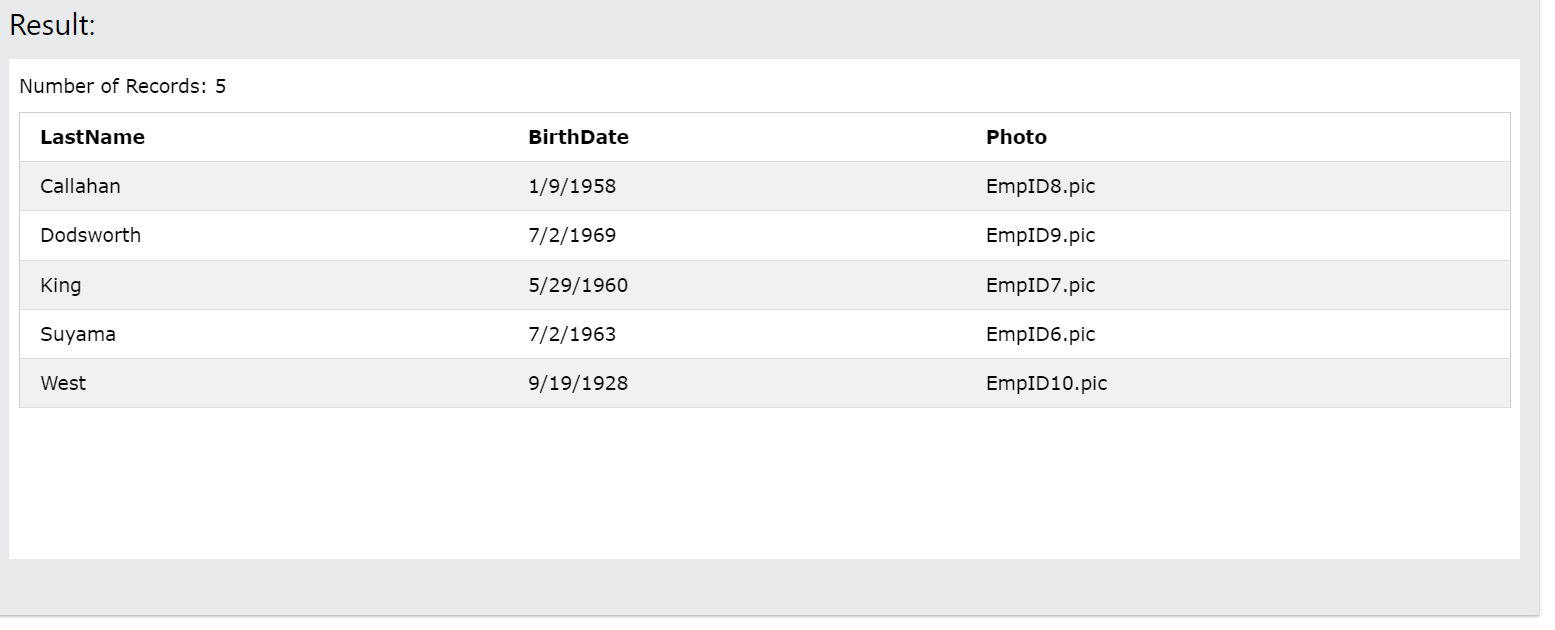 Result:
Number of Records: 5
LastName BirthDate Photo
Callahan 1/9/1958 EmpID8.pic
Dodsworth 7/2/1969 EmpID9.pic
King 5/29/1960 EmpID7.pic
Suyama 7/2/1963 EmpID6.pic
West 9/19/1928 EmpID10.pic